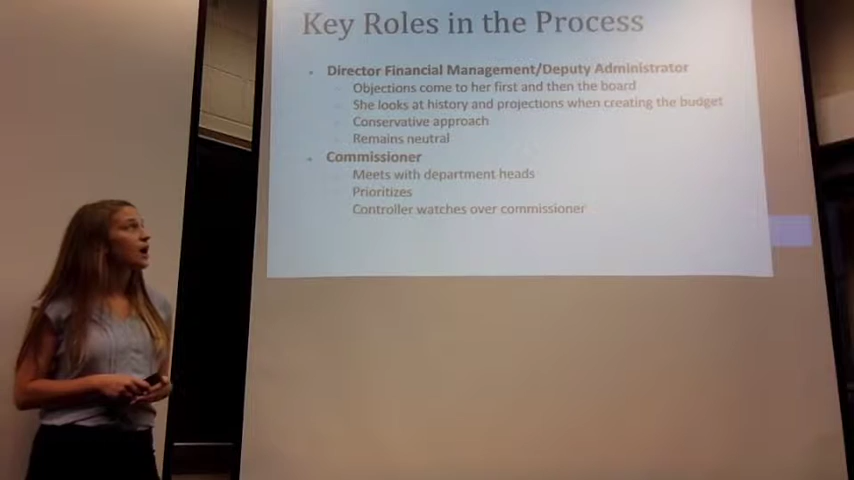 Key Roles in the Process
Director Financial Management/Deputy Administrator
Objections come to her first and then the board
She looks at history and projections when creating the budget
Conservative approach
Remains neutral
Commissioner
Meets with department heads
Prioritizes
Controller watches over commissioner